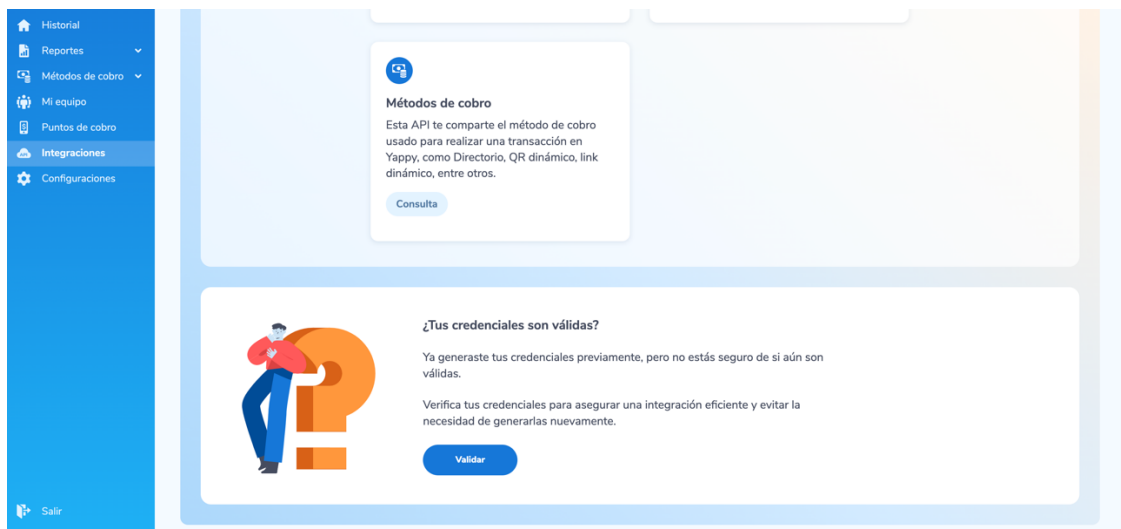 Historial
Reportes
Métodos de cobro
Mi equipo
Puntos de cobro
Integraciones
Configuraciones
Salir
Métodos de cobro
Esta API te comparte el método de cobro
usado para realizar una transacción en
Yappy, como Directorio, QR dinámico, link
dinámico, entre otros.
Consulta
¿Tus credenciales son válidas?
Ya generaste tus credenciales previamente, pero no estás seguro de si aún son
válidas.
Verifica tus credenciales para asegurar una integración eficiente y evitar la
necesidad de generarlas nuevamente.
Validar